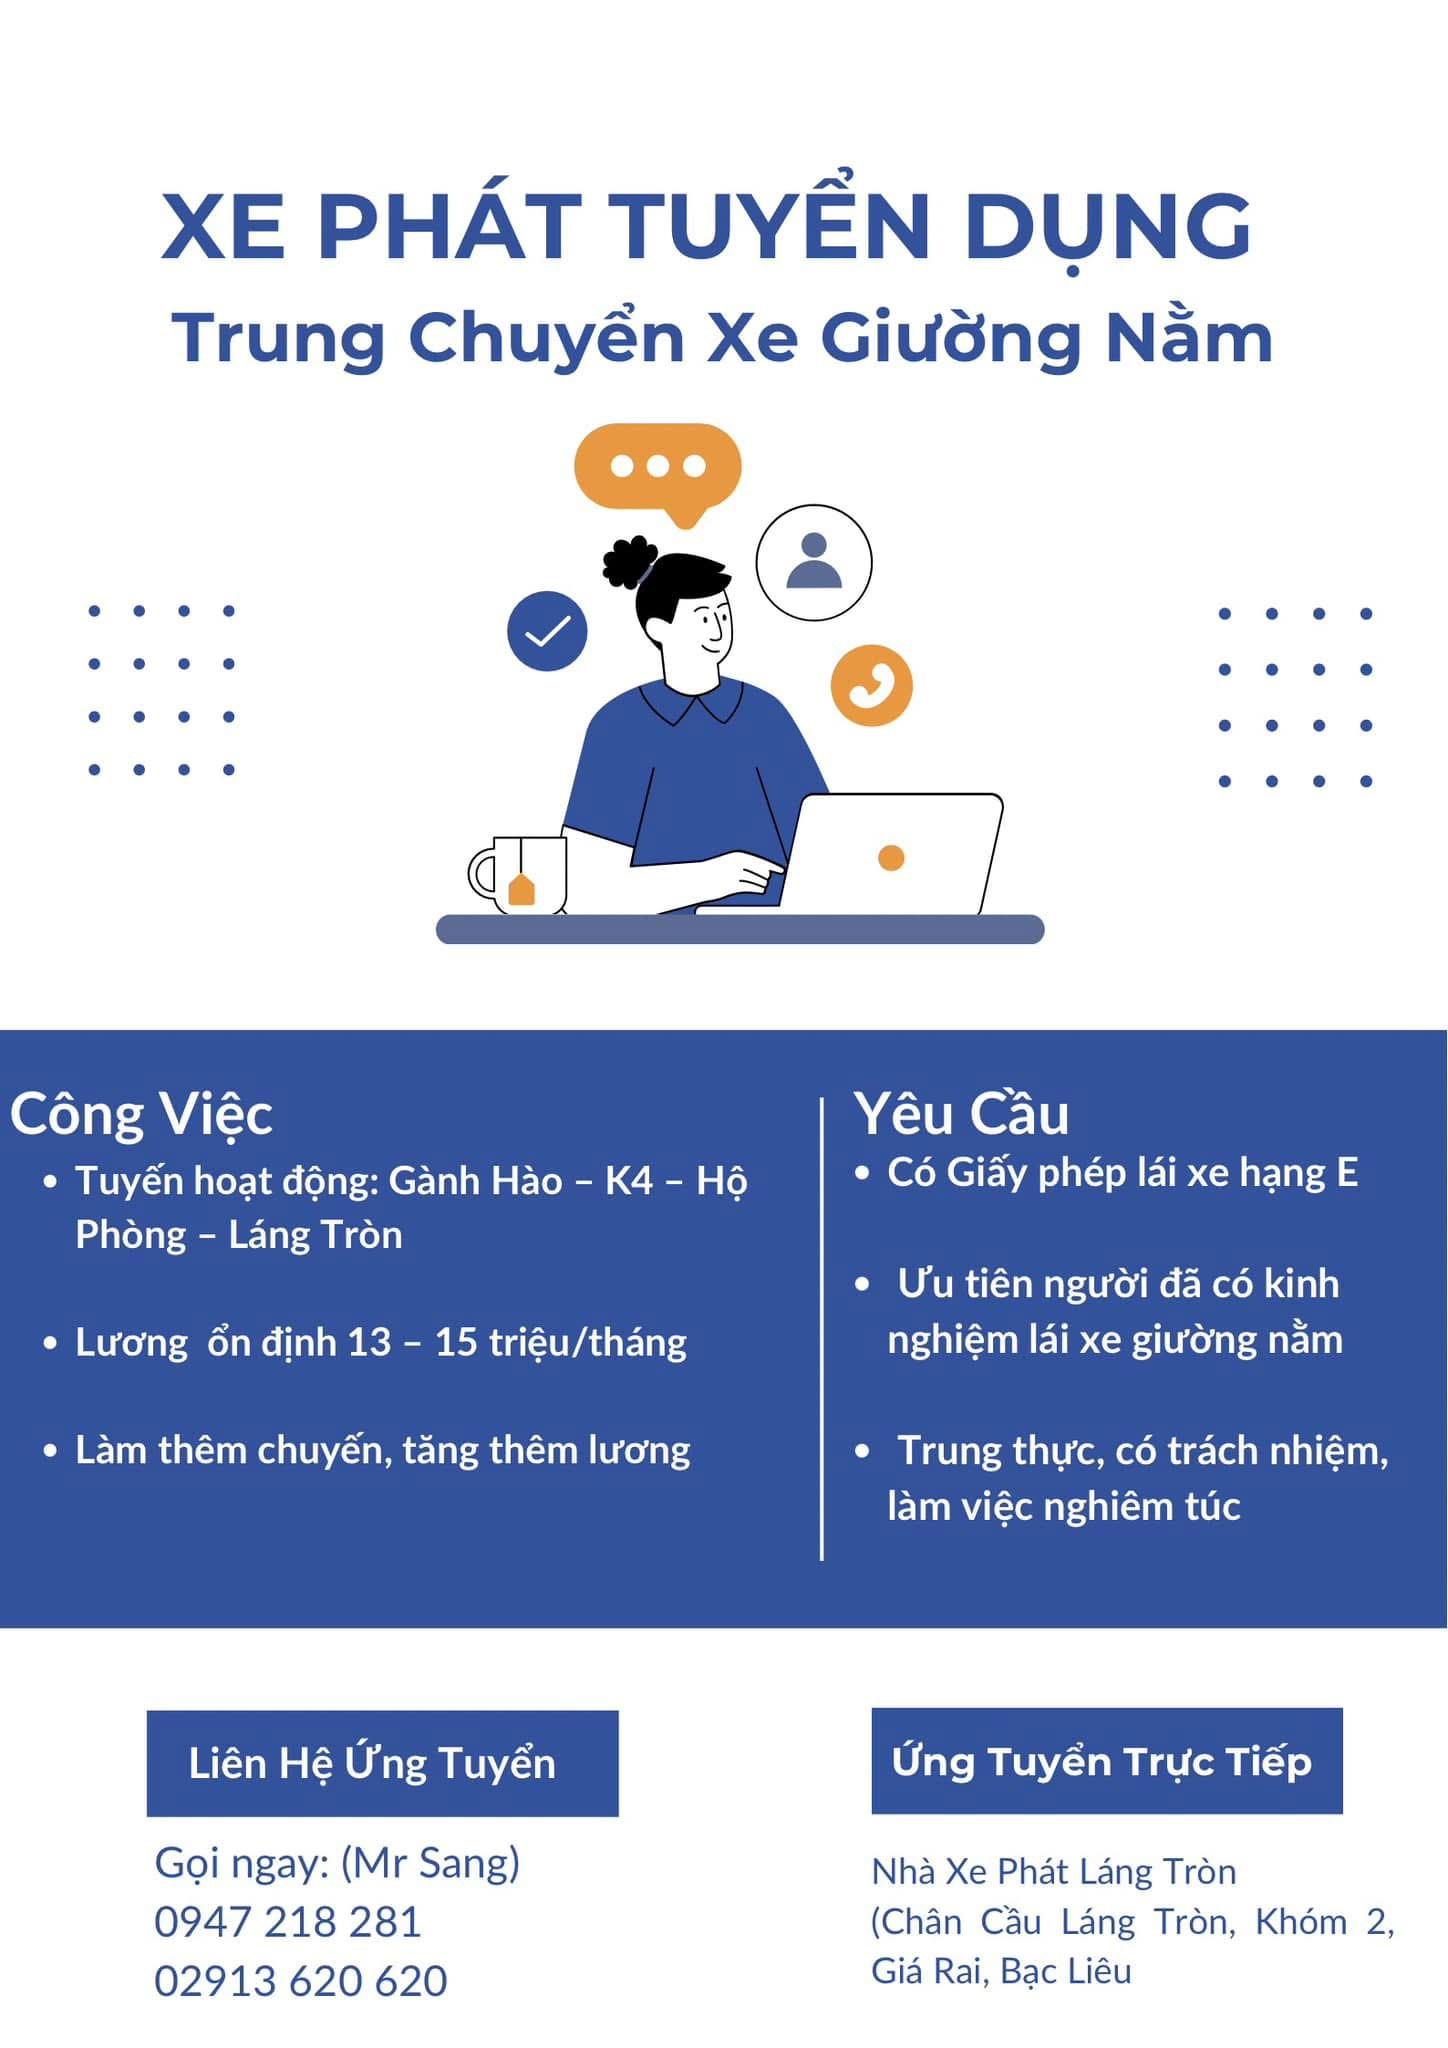 XE PHÁT TUYỂN DỤNG
Trung Chuyển Xe Giường Nằm
Công Việc
• Tuyến hoạt động: Gành Hào – K4 – Hộ
Phòng – Láng Tròn
• Lương ổn định 13 – 15 triệu/tháng
• Làm thêm chuyến, tăng thêm lương
Yêu Cầu
• Có Giấy phép lái xe hạng E
• Ưu tiên người đã có kinh
nghiệm lái xe giường nằm
• Trung thực, có trách nhiệm,
làm việc nghiêm túc
Liên Hệ Ứng Tuyển
Gọi ngay: (Mr Sang)
0947 218 281
02913 620 620
Ứng Tuyển Trực Tiếp
Nhà Xe Phát Láng Tròn
(Chân Cầu Láng Tròn, Khóm 2,
Giá Rai, Bạc Liêu